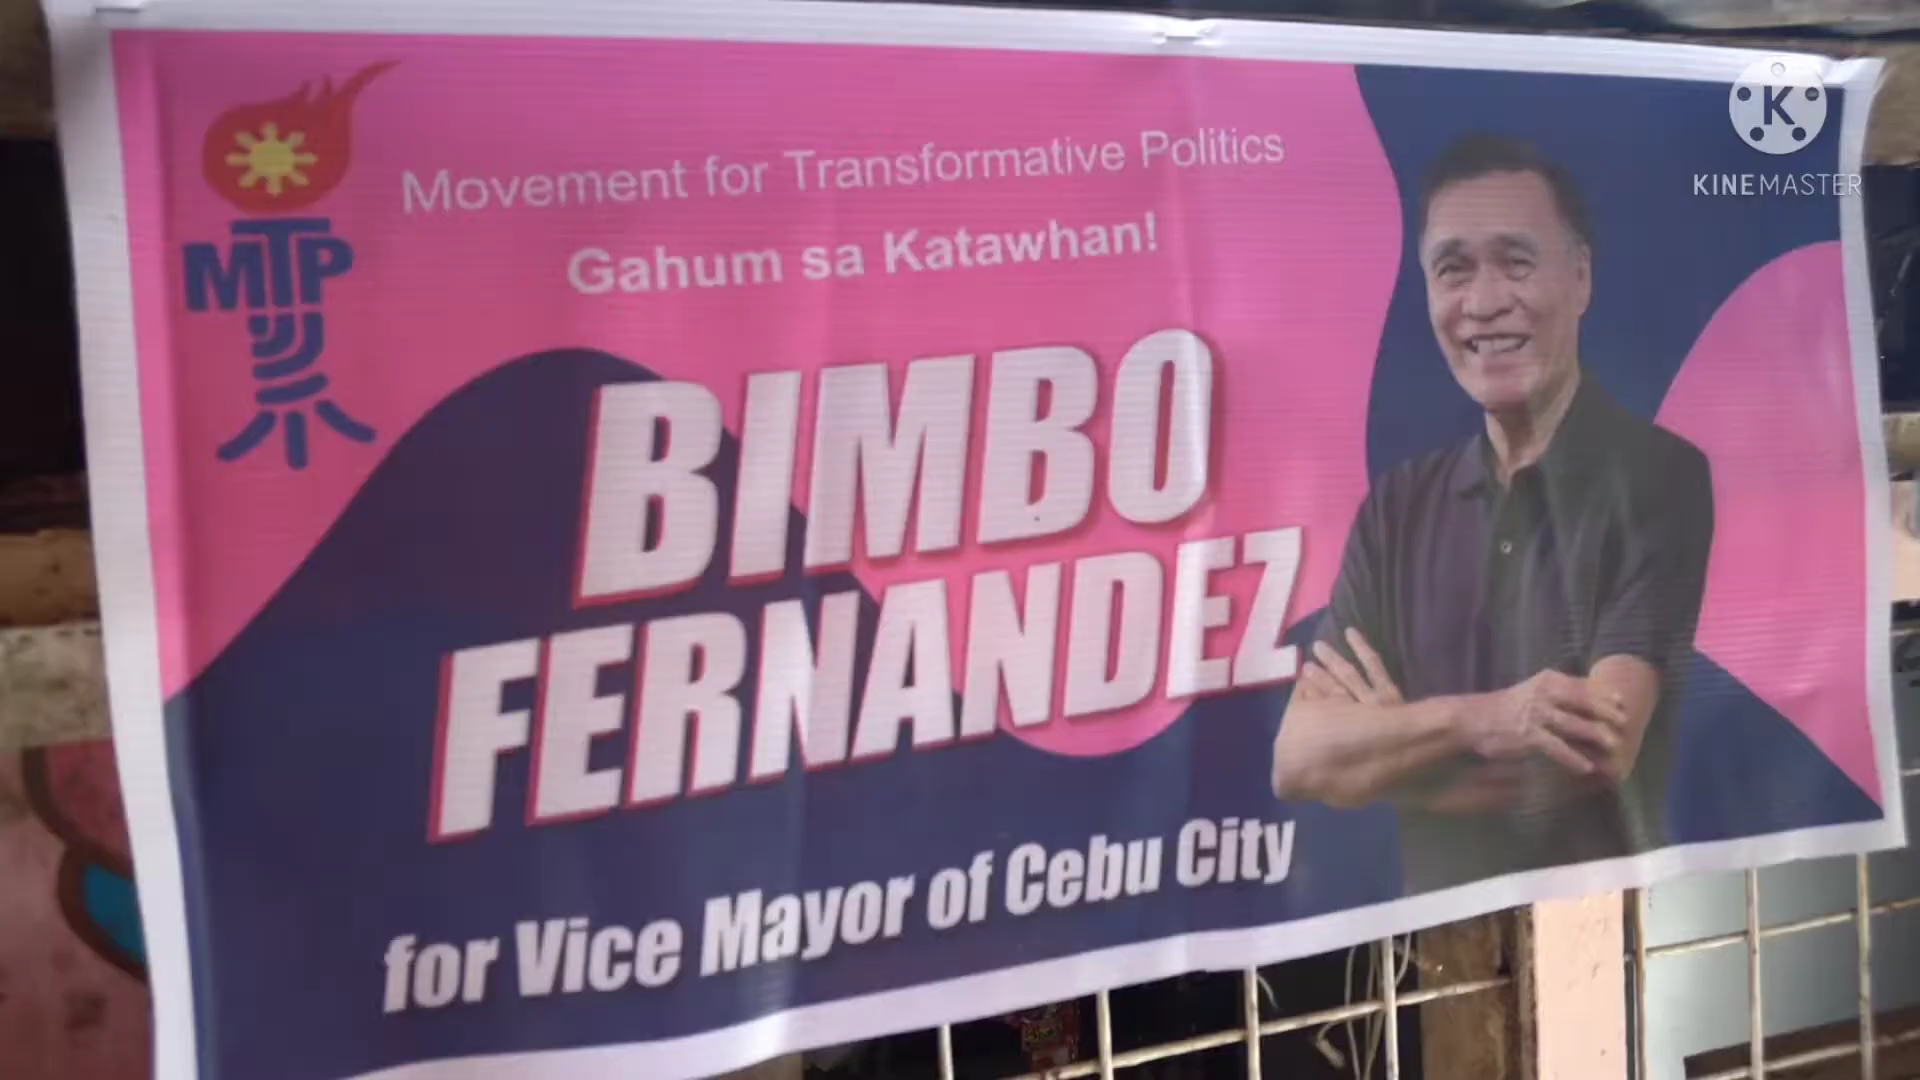 Movement for Transformative Politics
Gahum sa Katawhan!
MTP
BIMBO
FERNANDEZ
for Vice Mayor of Cebu City
K
KINEMASTER